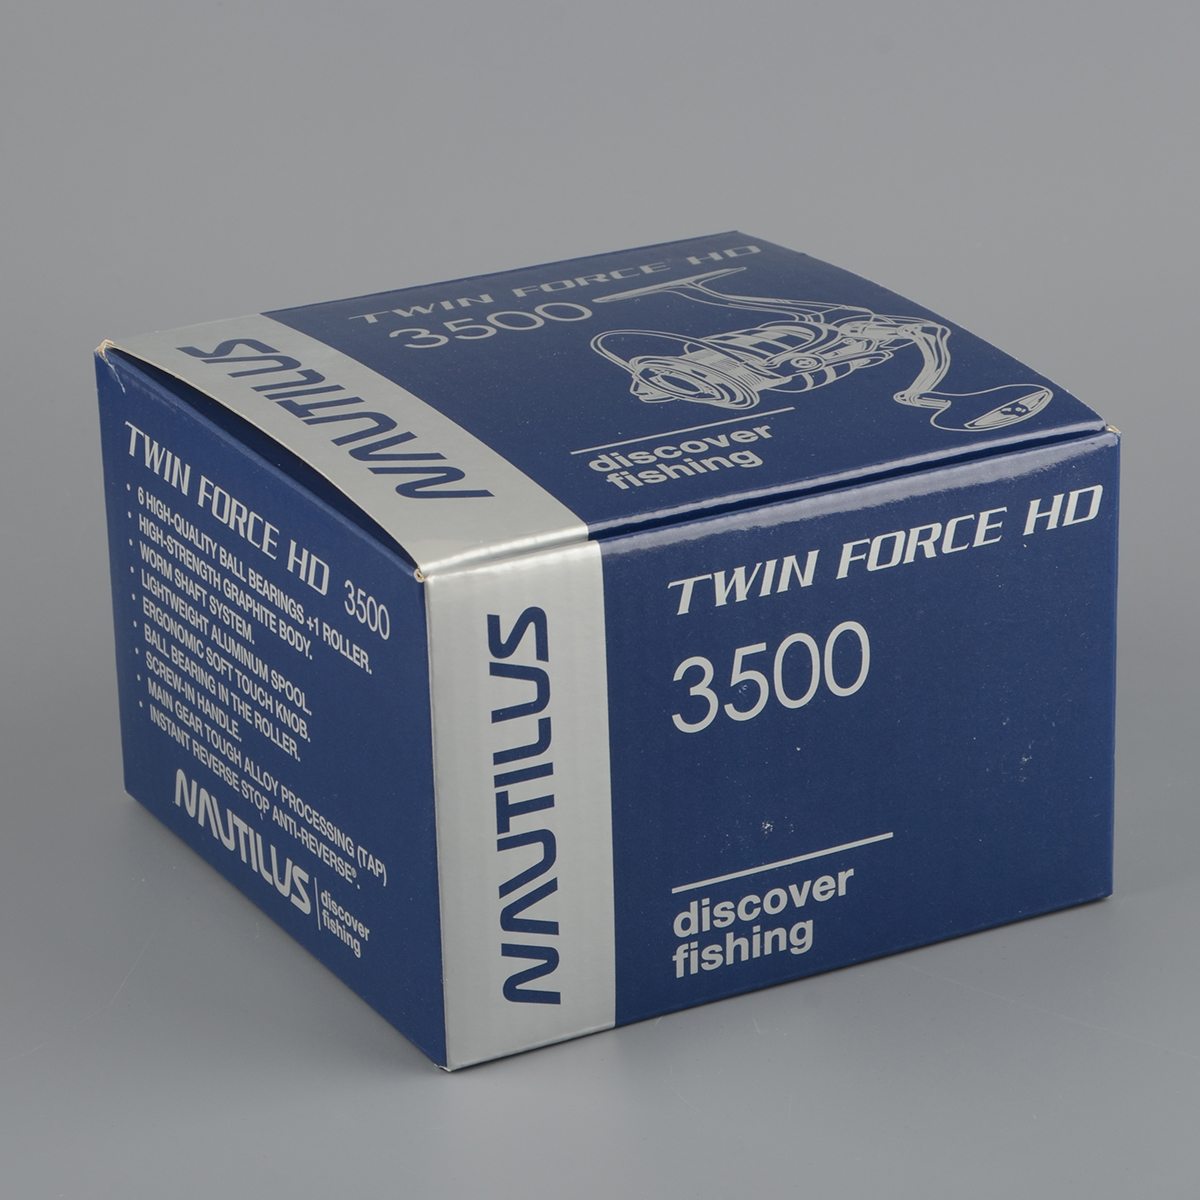 TWIN FORCE HD
3500
NAUTILUS
discover
fishing
TWIN FORCE HD 3500
• 6 HIGH-QUALITY BALL BEARINGS +1 ROLLER.
• HIGH-STRENGTH GRAPHITE BODY.
• WORM SHAFT SYSTEM.
• LIGHTWEIGHT ALUMINUM SPOOL.
• ERGONOMIC SOFT TOUCH KNOB.
• BALL BEARING IN THE ROLLER.
• SCREW-IN HANDLE.
• MAIN GEAR TOUGH ALLOY PROCESSING (TAP)
• INSTANT REVERSE STOP ANTI-REVERSE®.
NAUTILUS
discover
fishing
NAUTILUS
TWIN FORCE HD
3500
discover
fishing